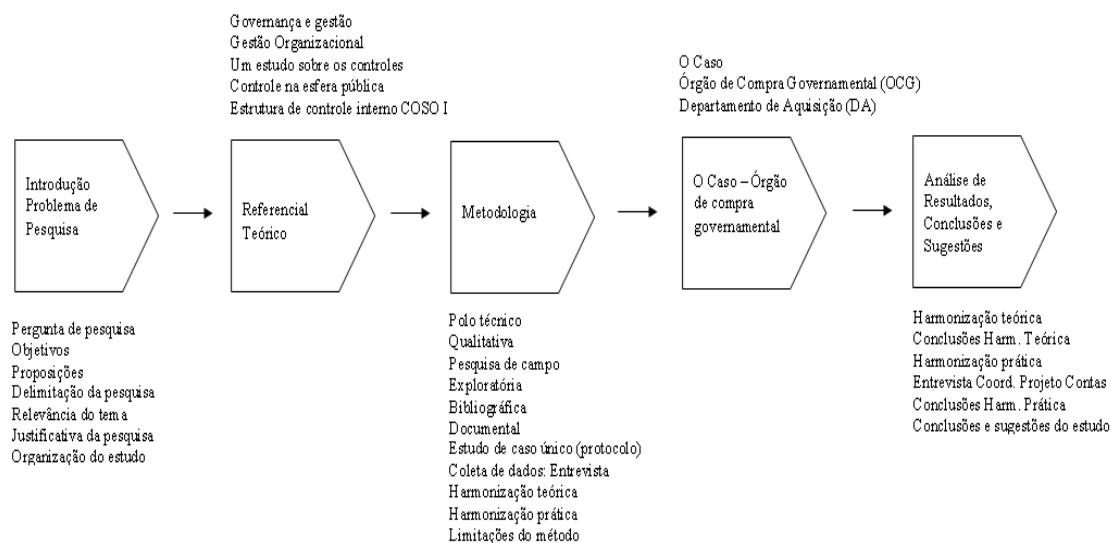 Governança e gestão
Gestão Organizacional
Um estudo sobre os controles
Controle na esfera pública
Estrutura de controle interno COSO I
O Caso
Órgão de Compra Governamental (OCG)
Departamento de Aquisição (DA)
Introdução
Problema de
Pesquisa
Referencial
Teórico
Metodologia
O Caso – Órgão
de compra
governamental
Análise de
Resultados,
Conclusões e
Sugestões
Pergunta de pesquisa
Objetivos
Proposições
Delimitação da pesquisa
Relevância do tema
Justificativa da pesquisa
Organização do estudo
Polo técnico
Qualitativa
Pesquisa de campo
Exploratória
Bibliográfica
Documental
Estudo de caso único (protocolo)
Coleta de dados: Entrevista
Harmonização teórica
Harmonização prática
Limitações do método
Harmonização teórica
Conclusões Harm. Teórica
Harmonização prática
Entrevista Coord. Projeto Contas
Conclusões Harm. Prática
Conclusões e sugestões do estudo